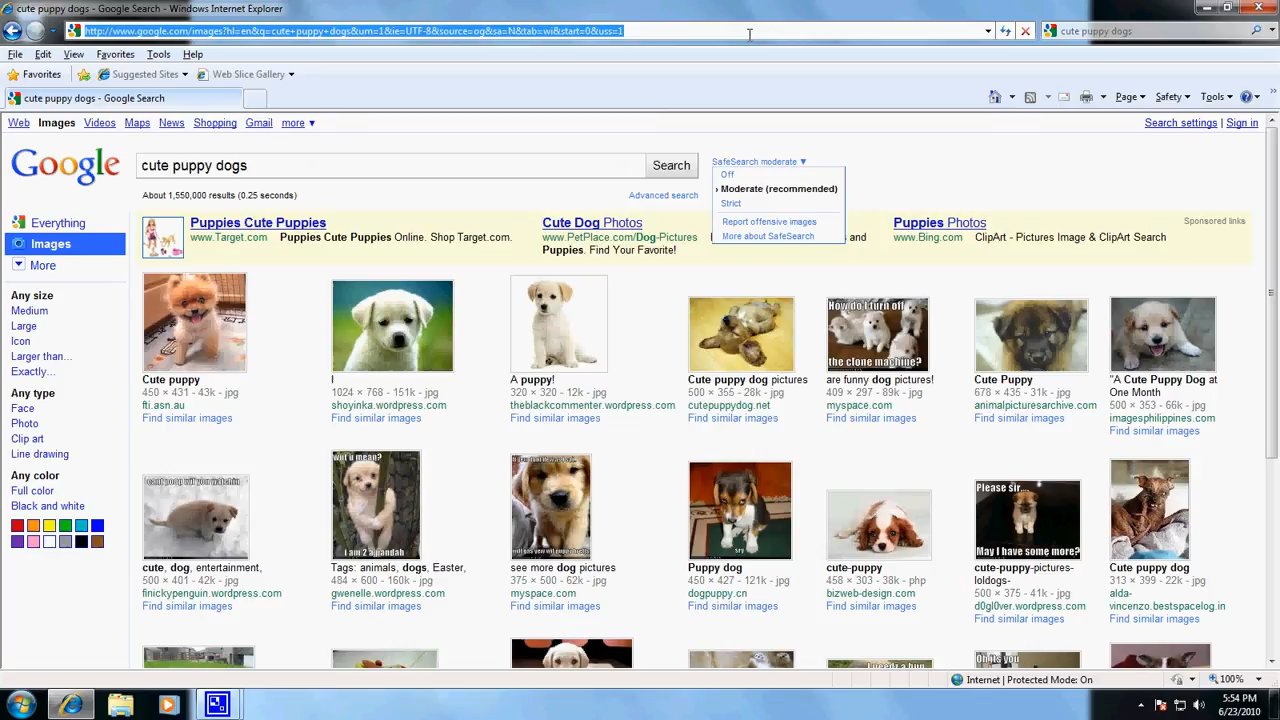 cute puppy dogs - Google Search - Windows Internet Explorer
http://www.google.com/images?hl=en&q=cute+puppy+dogs&um=1&ie=UTF-8&source=og&sa=N&tab=wi&start=0&uss=1
cute puppy dogs
File Edit View Favorites Tools Help
Favorites Suggested Sites Web Slice Gallery
cute puppy dogs - Google Search
Page Safety Tools
Web Images Videos Maps News Shopping Gmail more
Search settings | Sign in
Google
cute puppy dogs
Search
SafeSearch moderate
Off
Moderate (recommended)
Strict
Report offensive images
More about SafeSearch
About 1,550,000 results (0.25 seconds)
Advanced search
Everything
Images
More
Any size
Medium
Large
Icon
Larger than...
Exactly...
Any type
Face
Photo
Clip art
Line drawing
Any color
Full color
Black and white
Puppies Cute Puppies
www.Target.com Puppies Cute Puppies Online. Shop Target.com.
Cute Dog Photos
www.PetPlace.com/Dog-Pictures
and
Puppies. Find Your Favorite!
Puppies Photos
www.Bing.com ClipArt - Pictures Image & ClipArt Search
Sponsored links
Cute puppy
450 × 431 - 43k - jpg
fti.asn.au
Find similar images
I
1024 × 768 - 151k - jpg
shoyinka.wordpress.com
Find similar images
A puppy!
320 × 320 - 12k - jpg
theblackcommenter.wordpress.com
Find similar images
Cute puppy dog pictures
500 × 355 - 28k - jpg
cutepuppydog.net
Find similar images
How do I turn off
the clone machine?
are funny dog pictures!
409 × 297 - 89k - jpg
myspace.com
Find similar images
Cute Puppy
678 × 435 - 31k - jpg
animalpicturesarchive.com
Find similar images
"A Cute Puppy Dog at
One Month
500 × 353 - 66k - jpg
imagesphilippines.com
Find similar images
cute, dog, entertainment,
500 × 401 - 42k - jpg
finickypenguin.wordpress.com
Find similar images
wut u mean?
i am 2 a pandah
Tags: animals, dogs, Easter,
484 × 600 - 160k - jpg
gwenelle.wordpress.com
Find similar images
see more dog pictures
375 × 500 - 62k - jpg
myspace.com
Find similar images
Puppy dog
450 × 427 - 121k - jpg
dogpuppy.cn
Find similar images
cute-puppy
458 × 303 - 38k - php
bizweb-design.com
Find similar images
Please sir....
May I have some more?
cute-puppy-pictures-
loldogs-
500 × 375 - 41k - jpg
d0gl0ver.wordpress.com
Find similar images
Cute puppy dog
313 × 399 - 22k - jpg
alda-
vincenzo.bestspacelog.in
Find similar images
I needz a hug
Oh its you
Internet | Protected Mode: On
100%
5:54 PM
6/23/2010